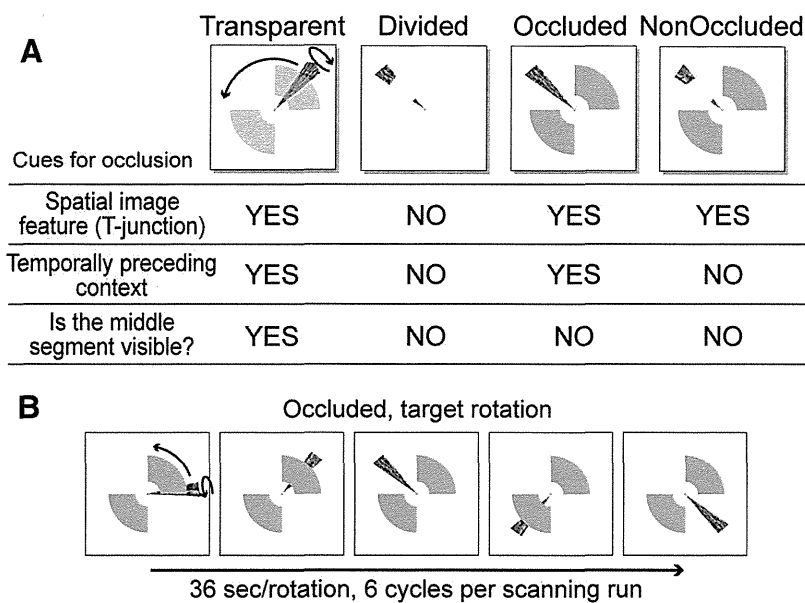 A
Transparent Divided Occluded NonOccluded
Cues for occlusion
Spatial image
feature (T-junction) YES NO YES YES
Temporally preceding
context YES NO YES NO
Is the middle
segment visible? YES NO NO NO
B
Occluded, target rotation
36 sec/rotation, 6 cycles per scanning run